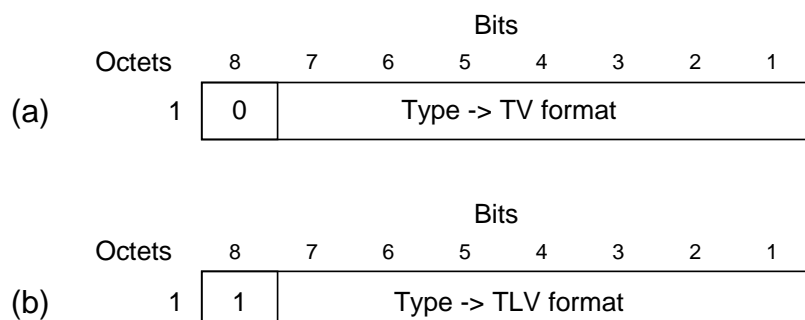 Bits
Octets 8 7 6 5 4 3 2 1
(a) 1 0 Type -> TV format
Bits
Octets 8 7 6 5 4 3 2 1
(b) 1 1 Type -> TLV format